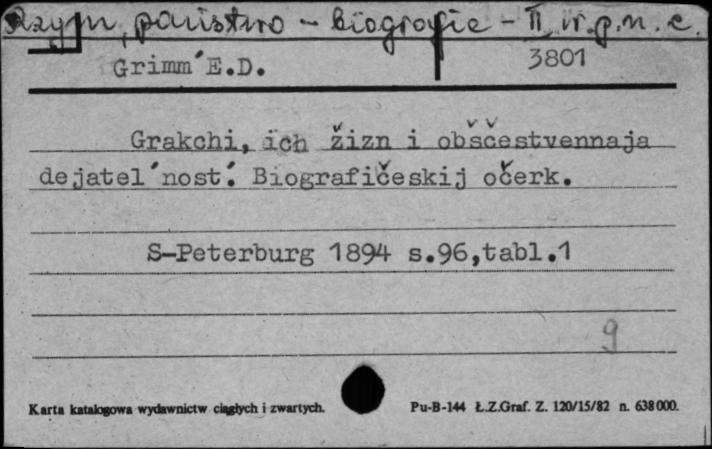 Rzym, państwo - biografie - II w. p. n. e.
Grimm E.D. 3801
Grakchi, ich žizn i obščestvennaja
dejatel'nost'. Biografičeskij očerk.
S-Peterburg 1894 s.96,tabl.1
9
Karta katalogowa wydawnictw ciągłych i zwartych. Pu-B-144 Ł.Z.Graf. Z. 120/15/82 n. 638000.